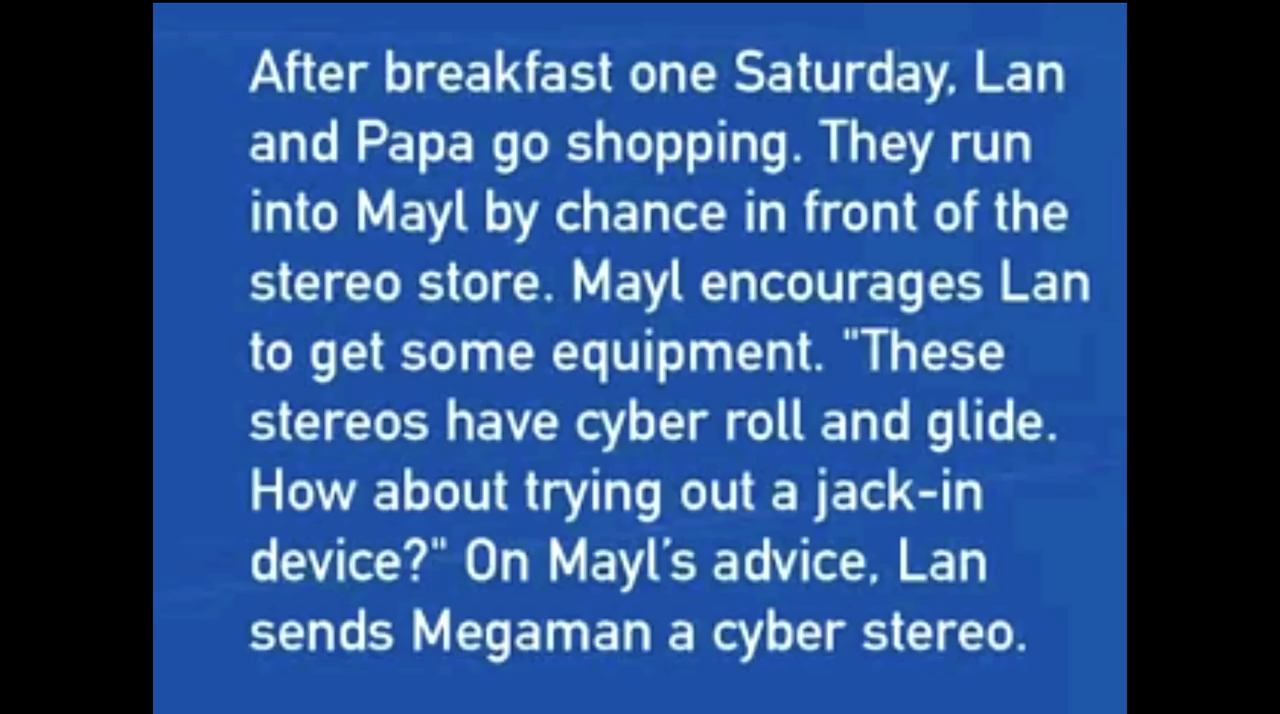 After breakfast one Saturday, Lan
and Papa go shopping. They run
into Mayl by chance in front of the
stereo store. Mayl encourages Lan
to get some equipment. "These
stereos have cyber roll and glide.
How about trying out a jack-in
device?" On Mayl's advice, Lan
sends Megaman a cyber stereo.